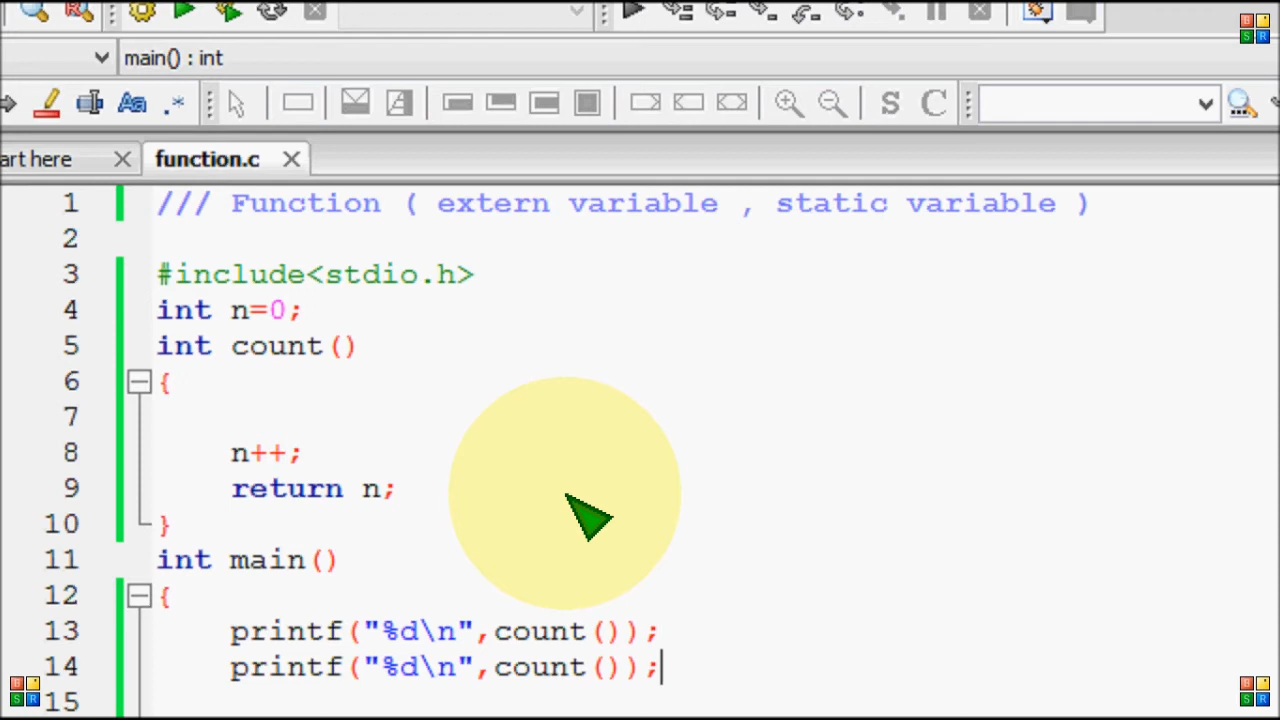 main() : int
art here
function.c
1 /// Function ( extern variable , static variable )
2
3 #include<stdio.h>
4 int n=0;
5 int count()
6 {
7
8 n++;
9 return n;
10 }
11 int main()
12 {
13 printf("%d\n",count());
14 printf("%d\n",count());
15